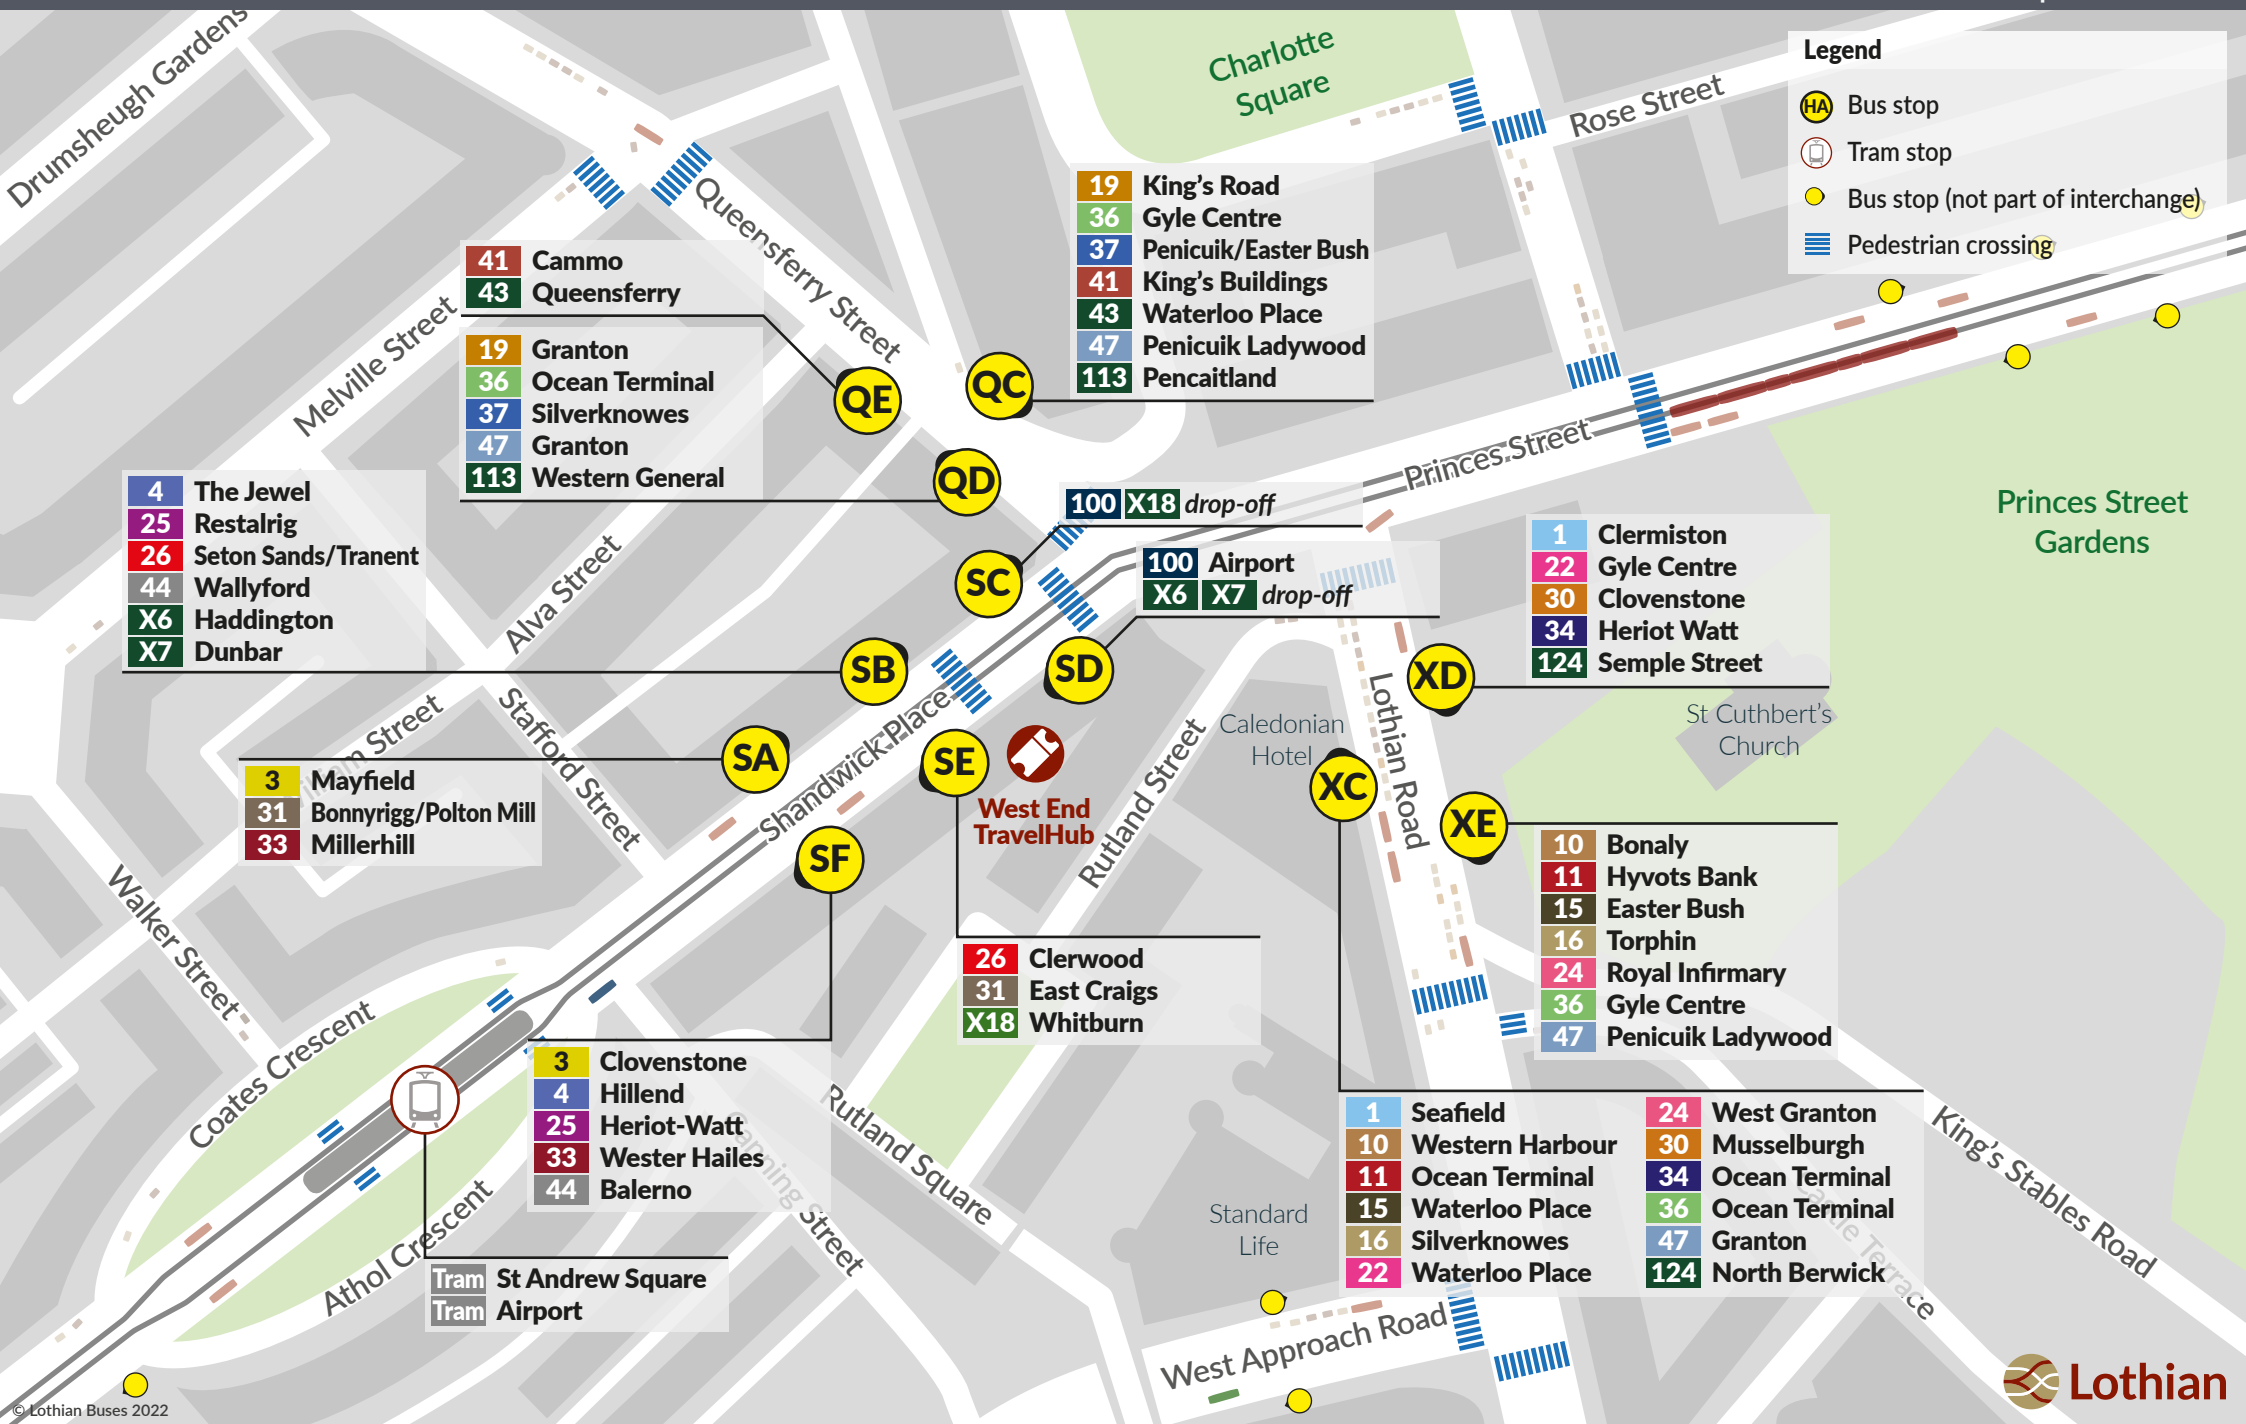 Drumsheugh Gardens
Charlotte
Square
Rose Street
Legend
HA Bus stop
Tram stop
Bus stop (not part of interchange)
Pedestrian crossing
Queensferry Street
Melville Street
41 Cammo
43 Queensferry
QE
19 Granton
36 Ocean Terminal
37 Silverknowes
47 Granton
113 Western General
QD
19 King's Road
36 Gyle Centre
37 Penicuik/Easter Bush
41 King's Buildings
43 Waterloo Place
47 Penicuik Ladywood
113 Pencaitland
QC
Princes Street
Princes Street
Gardens
4 The Jewel
25 Restalrig
26 Seton Sands/Tranent
44 Wallyford
X6 Haddington
X7 Dunbar
SB
100 X18 drop-off
SC
100 Airport
X6 X7 drop-off
SD
1 Clermiston
22 Gyle Centre
30 Clovenstone
34 Heriot Watt
124 Semple Street
XD
Alva Street
William Street
Stafford Street
Shandwick Place
3 Mayfield
31 Bonnyrigg/Polton Mill
33 Millerhill
SA
SE
West End
TravelHub
SF
Rutland Street
Caledonian
Hotel
Lothian Road
St Cuthbert's
Church
XC
XE
10 Bonaly
11 Hyvots Bank
15 Easter Bush
16 Torphin
24 Royal Infirmary
36 Gyle Centre
47 Penicuik Ladywood
Walker Street
Coates Crescent
26 Clerwood
31 East Craigs
X18 Whitburn
3 Clovenstone
4 Hillend
25 Heriot-Watt
33 Wester Hailes
44 Balerno
Canning Street
Rutland Square
Athol Crescent
Tram St Andrew Square
Tram Airport
Standard
Life
1 Seafield
10 Western Harbour
11 Ocean Terminal
15 Waterloo Place
16 Silverknowes
22 Waterloo Place
24 West Granton
30 Musselburgh
34 Ocean Terminal
36 Ocean Terminal
47 Granton
124 North Berwick
King's Stables Road
Castle Terrace
West Approach Road
Lothian
© Lothian Buses 2022